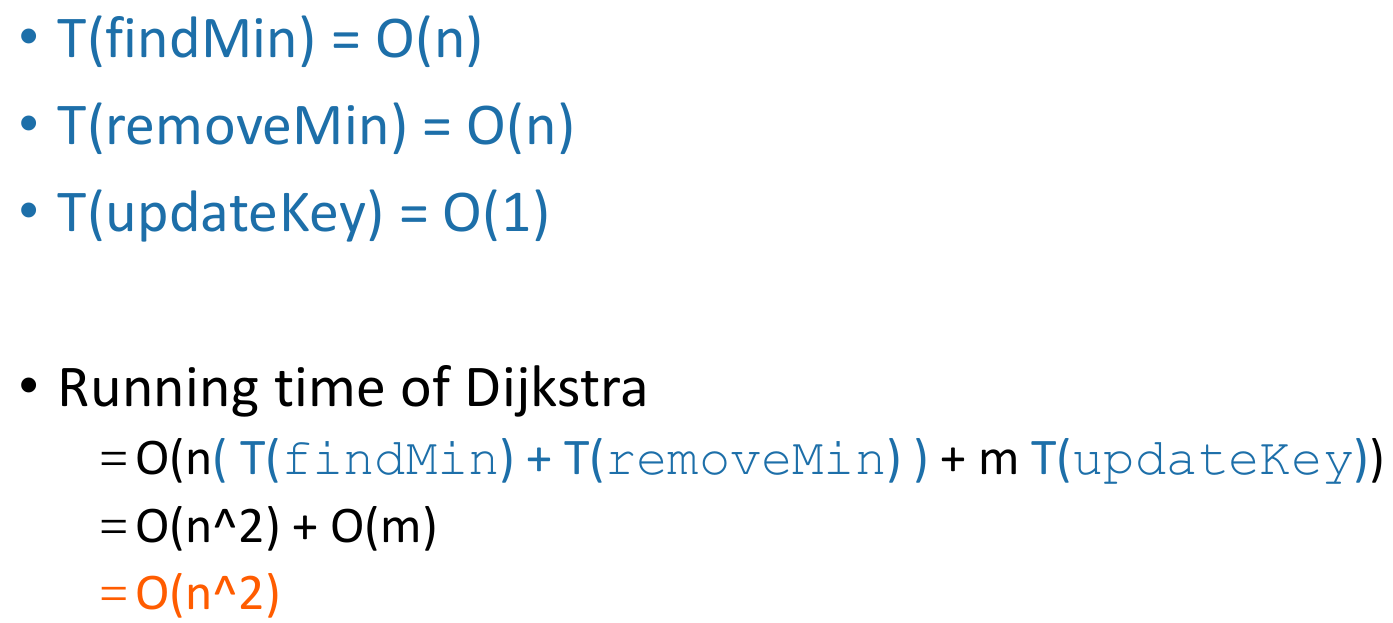 • T(findMin) = O(n)
• T(removeMin) = O(n)
• T(updateKey) = O(1)
• Running time of Dijkstra
= O(n( T(findMin) + T(removeMin) ) + m T(updateKey))
= O(n^2) + O(m)
= O(n^2)